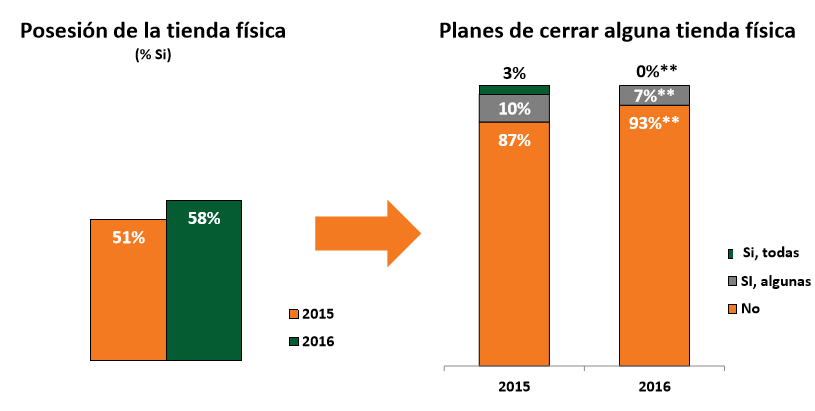 Posesión de la tienda física
(% Si)
51%
58%
2015
2016
Planes de cerrar alguna tienda física
3%
0%**
10%
7%**
87%
93%**
Si, todas
SI, algunas
No
2015
2016